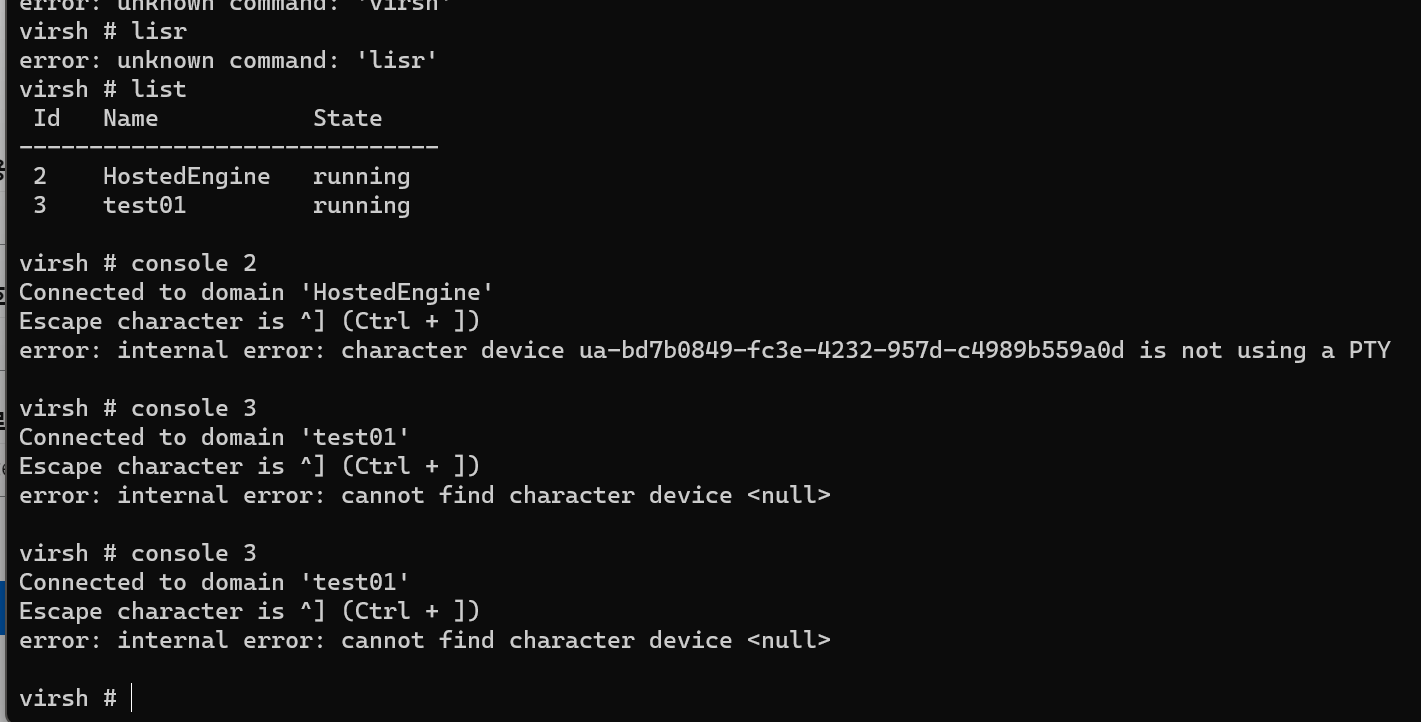 error: unknown command: 'virsh'
virsh # lisr
error: unknown command: 'lisr'
virsh # list
 Id   Name           State
------------------------------
 2    HostedEngine   running
 3    test01         running

virsh # console 2
Connected to domain 'HostedEngine'
Escape character is ^] (Ctrl + ])
error: internal error: character device ua-bd7b0849-fc3e-4232-957d-c4989b559a0d is not using a PTY

virsh # console 3
Connected to domain 'test01'
Escape character is ^] (Ctrl + ])
error: internal error: cannot find character device <null>

virsh # console 3
Connected to domain 'test01'
Escape character is ^] (Ctrl + ])
error: internal error: cannot find character device <null>

virsh #